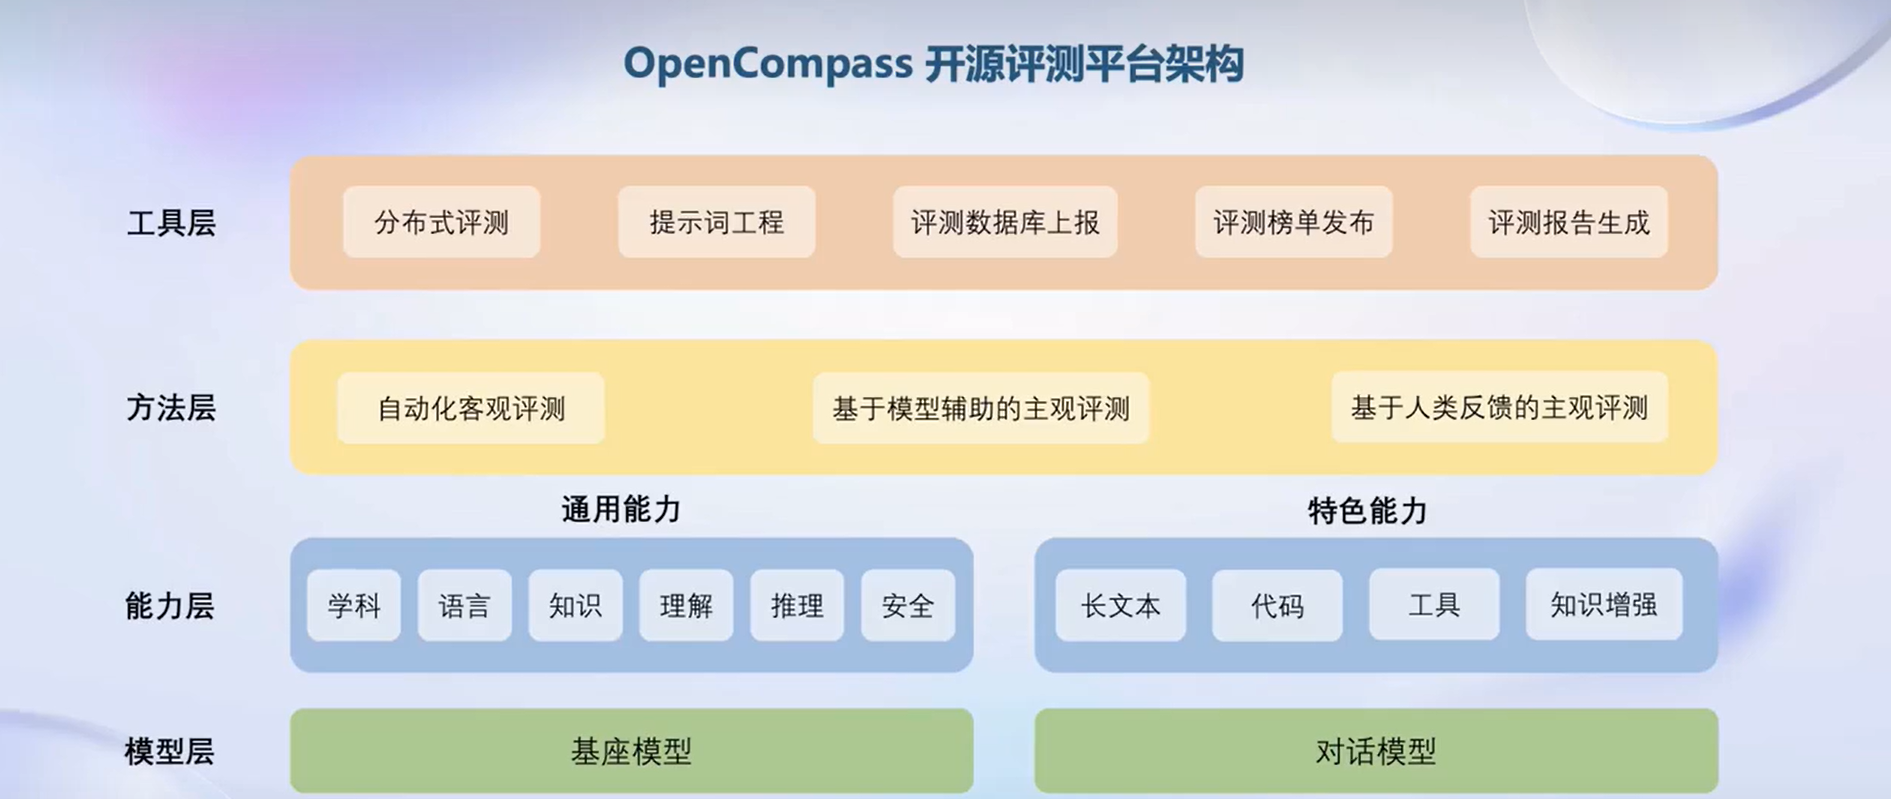 OpenCompass 开源评测平台架构
工具层
分布式评测
提示词工程
评测数据库上报
评测榜单发布
评测报告生成
方法层
自动化客观评测
基于模型辅助的主观评测
基于人类反馈的主观评测
通用能力
特色能力
能力层
学科
语言
知识
理解
推理
安全
长文本
代码
工具
知识增强
模型层
基座模型
对话模型